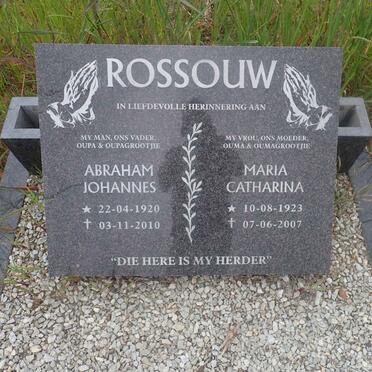 ROSSOUW
IN LIEFDEVOLLE HERINNERING AAN
MY MAN, ONS VADER,
OUPA & OUPAGROOTJIE
ABRAHAM
JOHANNES
★ 22-04-1920
✝ 03-11-2010
MY VROU, ONS MOEDER,
OUMA & OUMAGROOTJIE
MARIA
CATHARINA
★ 10-08-1923
✝ 07-06-2007
"DIE HERE IS MY HERDER"